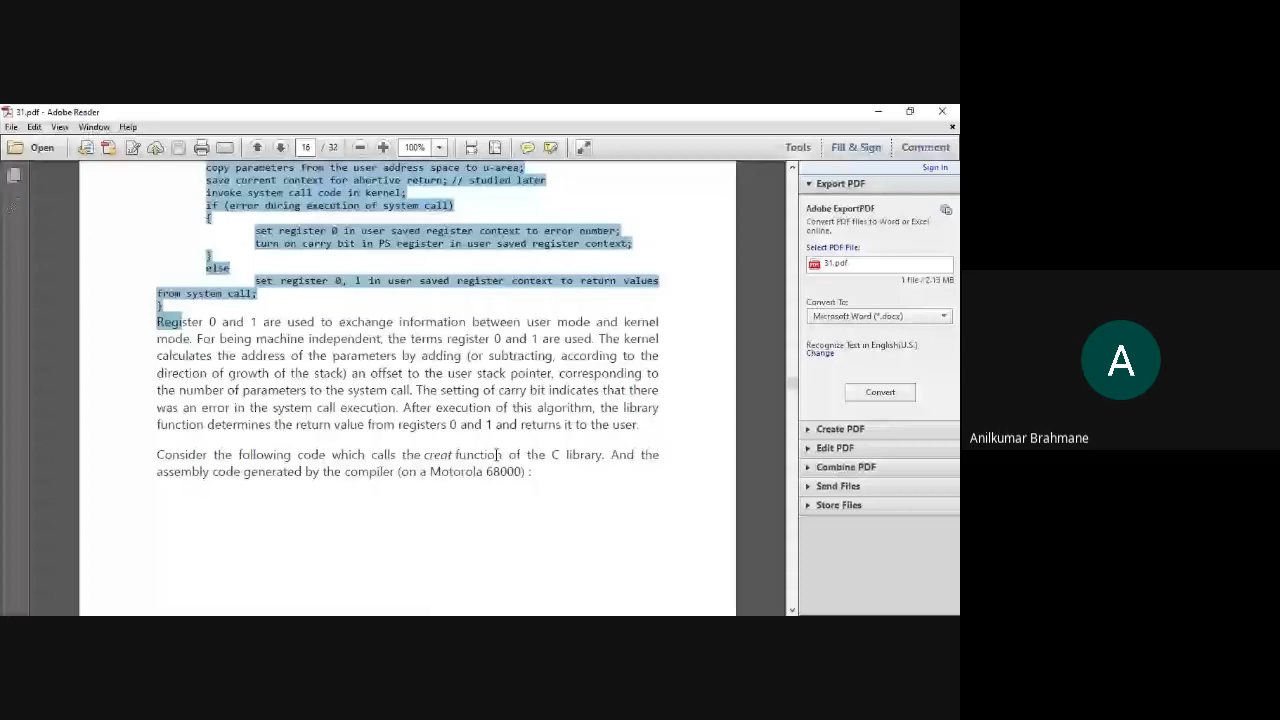 31.pdf - Adobe Reader
File Edit View Window Help
Open 16 / 32 100% Tools Fill & Sign Comment
copy parameters from the user address space to u-area;
save current context for abortive return; // studied later
invoke system call code in kernel;
if (error during execution of system call)
{
set register 0 in user saved register context to error number;
turn on carry bit in PS register in user saved register context;
}
else
set register 0, 1 in user saved register context to return values
from system call;
}
Register 0 and 1 are used to exchange information between user mode and kernel
mode. For being machine independent, the terms register 0 and 1 are used. The kernel
calculates the address of the parameters by adding (or subtracting, according to the
direction of growth of the stack) an offset to the user stack pointer, corresponding to
the number of parameters to the system call. The setting of carry bit indicates that there
was an error in the system call execution. After execution of this algorithm, the library
function determines the return value from registers 0 and 1 and returns it to the user.
Consider the following code which calls the creat function of the C library. And the
assembly code generated by the compiler (on a Motorola 68000) :
Sign In
Export PDF
Adobe ExportPDF
Convert PDF files to Word or Excel
online.
Select PDF File:
31.pdf
1 file / 2.13 MB
Convert To:
Microsoft Word (*.docx)
Recognize Text in English(U.S.)
Change
Convert
Create PDF
Edit PDF
Combine PDF
Send Files
Store Files
A
Anilkumar Brahmane